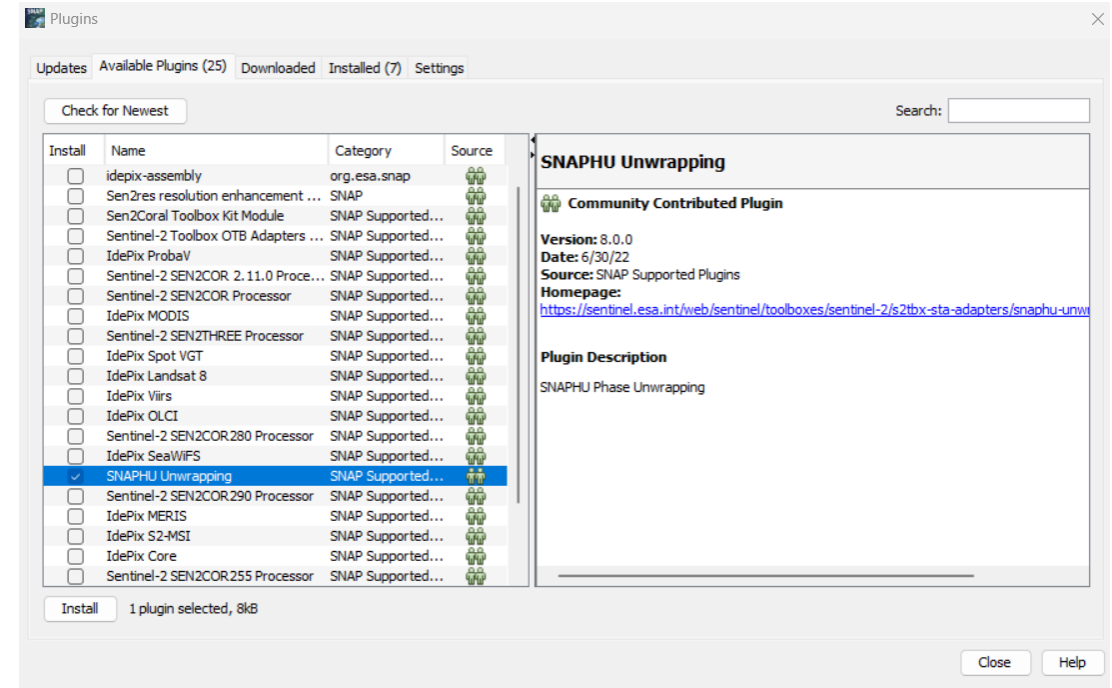 SNAP
Plugins
Updates Available Plugins (25) Downloaded Installed (7) Settings
Check for Newest
Search:
Install Name Category Source
idepix-assembly org.esa.snap
Sen2res resolution enhancement ... SNAP
Sen2Coral Toolbox Kit Module SNAP Supported...
Sentinel-2 Toolbox OTB Adapters ... SNAP Supported...
IdePix ProbaV SNAP Supported...
Sentinel-2 SEN2COR 2.11.0 Proce... SNAP Supported...
Sentinel-2 SEN2COR Processor SNAP Supported...
IdePix MODIS SNAP Supported...
Sentinel-2 SEN2THREE Processor SNAP Supported...
IdePix Spot VGT SNAP Supported...
IdePix Landsat 8 SNAP Supported...
IdePix Viirs SNAP Supported...
IdePix OLCI SNAP Supported...
Sentinel-2 SEN2COR280 Processor SNAP Supported...
IdePix SeaWiFS SNAP Supported...
SNAPHU Unwrapping SNAP Supported...
Sentinel-2 SEN2COR290 Processor SNAP Supported...
IdePix MERIS SNAP Supported...
IdePix S2-MSI SNAP Supported...
IdePix Core SNAP Supported...
Sentinel-2 SEN2COR255 Processor SNAP Supported...
SNAPHU Unwrapping
Community Contributed Plugin
Version: 8.0.0
Date: 6/30/22
Source: SNAP Supported Plugins
Homepage:
https://sentinel.esa.int/web/sentinel/toolboxes/sentinel-2/s2tbx-sta-adapters/snaphu-unwr
Plugin Description
SNAPHU Phase Unwrapping
Install 1 plugin selected, 8kB
Close Help